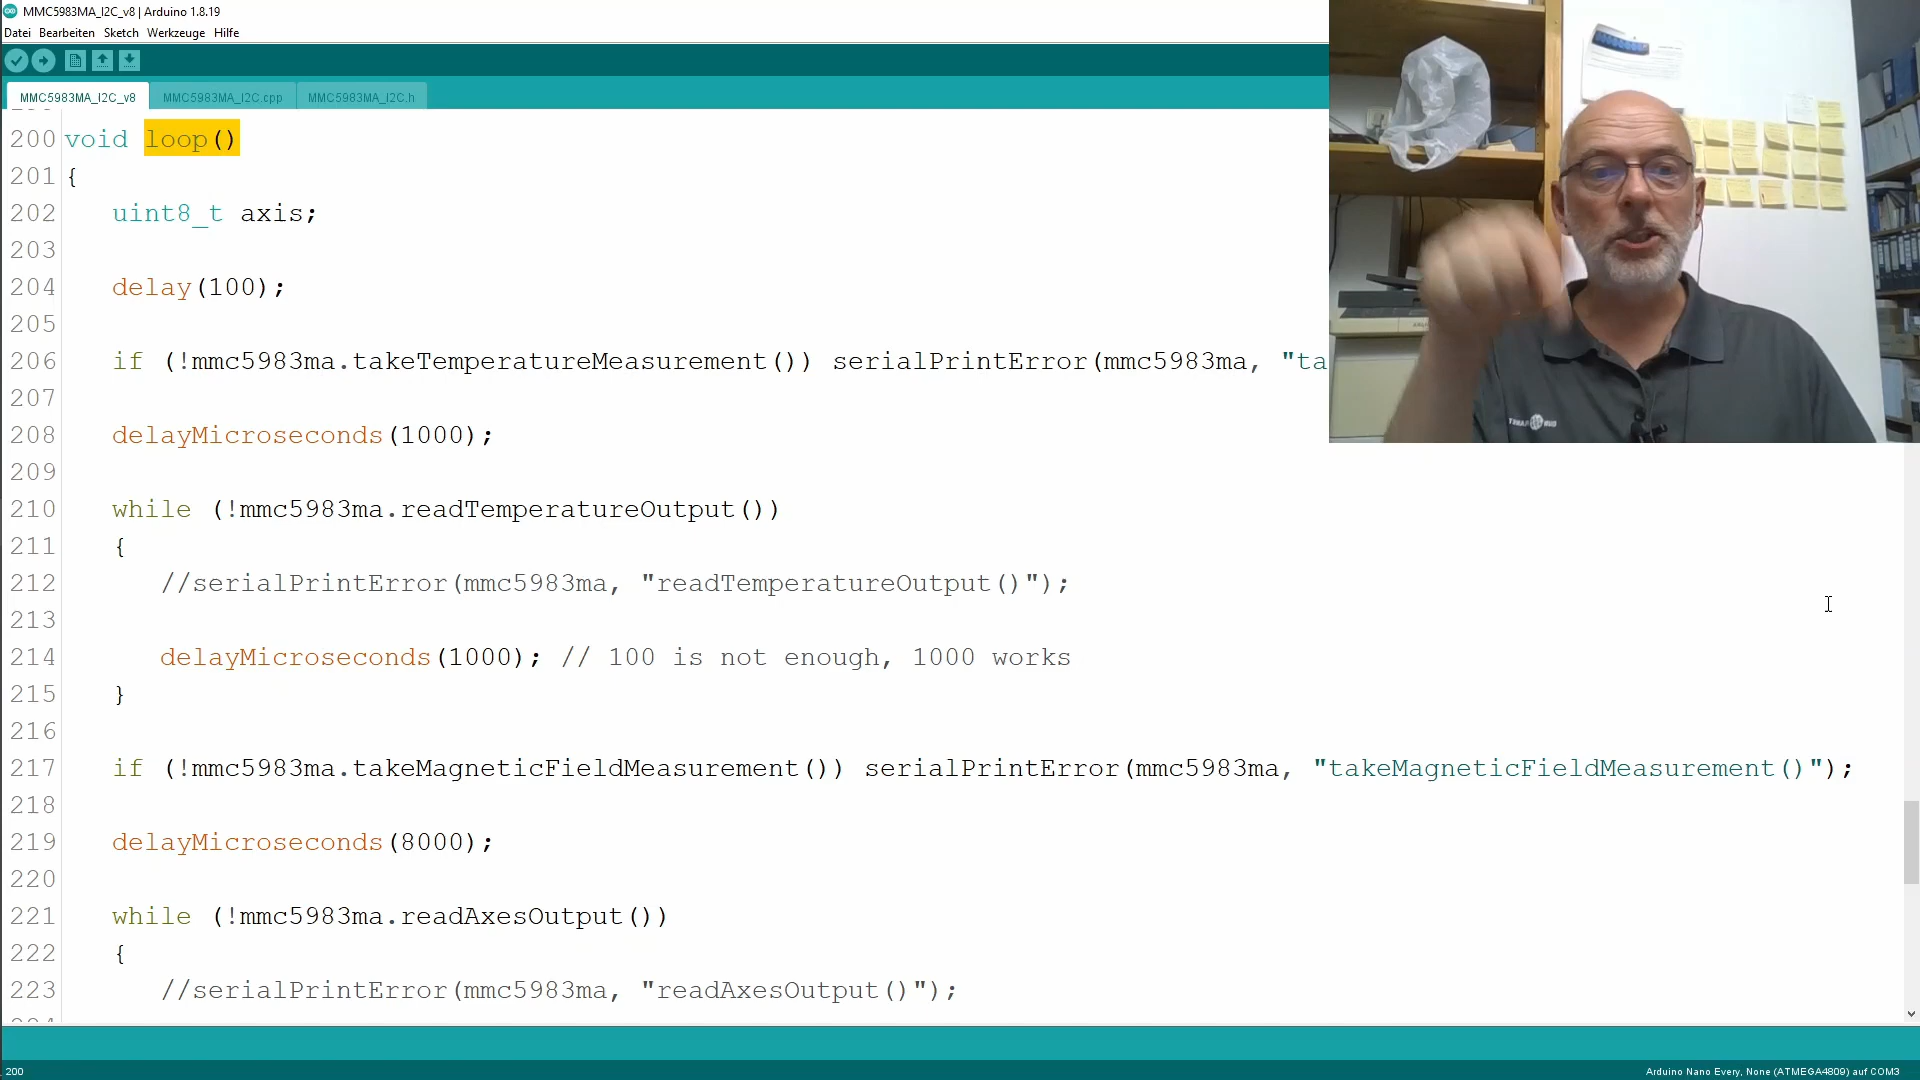 MMC5983MA_I2C_v8 | Arduino 1.8.19
Datei Bearbeiten Sketch Werkzeuge Hilfe
MMC5983MA_I2C_v8 MMC5983MA_I2C.cpp MMC5983MA_I2C.h
200 void loop()
201 {
202 uint8_t axis;
203
204 delay(100);
205
206 if (!mmc5983ma.takeTemperatureMeasurement()) serialPrintError(mmc5983ma, "ta
207
208 delayMicroseconds(1000);
209
210 while (!mmc5983ma.readTemperatureOutput())
211 {
212 //serialPrintError(mmc5983ma, "readTemperatureOutput()");
213
214 delayMicroseconds(1000); // 100 is not enough, 1000 works
215 }
216
217 if (!mmc5983ma.takeMagneticFieldMeasurement()) serialPrintError(mmc5983ma, "takeMagneticFieldMeasurement()");
218
219 delayMicroseconds(8000);
220
221 while (!mmc5983ma.readAxesOutput())
222 {
223 //serialPrintError(mmc5983ma, "readAxesOutput()");
200
Arduino Nano Every, None (ATMEGA4809) auf COM3